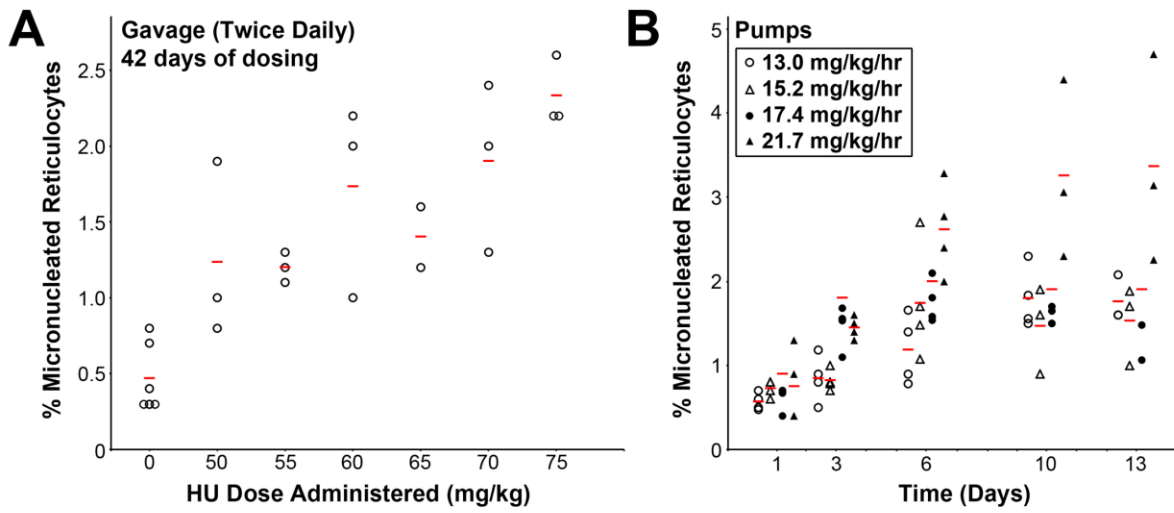 A
Gavage (Twice Daily)
42 days of dosing
% Micronucleated Reticulocytes
2.5
2.0
1.5
1.0
0.5
0
0 50 55 60 65 70 75
HU Dose Administered (mg/kg)
B
Pumps
13.0 mg/kg/hr
15.2 mg/kg/hr
17.4 mg/kg/hr
21.7 mg/kg/hr
% Micronucleated Reticulocytes
5
4
3
2
1
0
1 3 6 10 13
Time (Days)